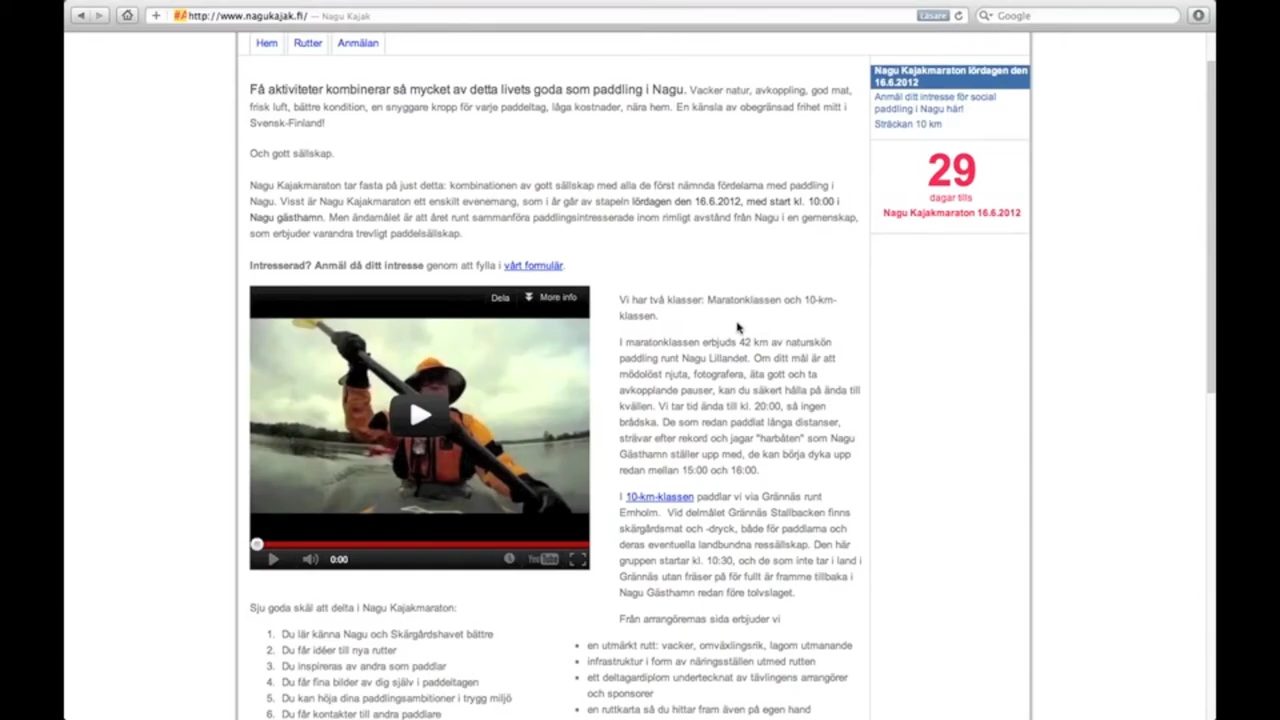 http://www.nagukajak.fi/ — Nagu Kajak
Läsare
Google
Hem
Rutter
Anmälan
Få aktiviteter kombinerar så mycket av detta livets goda som paddling i Nagu. Vacker natur, avkoppling, god mat,
frisk luft, bättre kondition, en snyggare kropp för varje paddeltag, låga kostnader, nära hem. En känsla av obegränsad frihet mitt i
Svensk-Finland!
Och gott sällskap.
Nagu Kajakmaraton tar fasta på just detta: kombinationen av gott sällskap med alla de först nämnda fördelarna med paddling i
Nagu. Visst är Nagu Kajakmaraton ett enskilt evenemang, som i år går av stapeln lördagen den 16.6.2012, med start kl. 10:00 i
Nagu gästhamn. Men ändamålet är att året runt sammanföra paddlingsintresserade inom rimligt avstånd från Nagu i en gemenskap,
som erbjuder varandra trevligt paddelsällskap.
Intresserad? Anmäl då ditt intresse genom att fylla i vårt formulär.
Dela
More info
0:00
YouTube
Vi har två klasser: Maratonklassen och 10-km-
klassen.
I maratonklassen erbjuds 42 km av naturskön
paddling runt Nagu Lillandet. Om ditt mål är att
mödolöst njuta, fotografera, äta gott och ta
avkopplande pauser, kan du säkert hålla på ända till
kvällen. Vi tar tid ända till kl. 20:00, så ingen
brådska. De som redan paddlat långa distanser,
strävar efter rekord och jagar "harbåten" som Nagu
Gästhamn ställer upp med, de kan börja dyka upp
redan mellan 15:00 och 16:00.
I 10-km-klassen paddlar vi via Grännäs runt
Ernholm. Vid delmålet Grännäs Stallbacken finns
skärgårdsmat och -dryck, både för paddlarna och
deras eventuella landbundna ressällskap. Den här
gruppen startar kl. 10:30, och de som inte tar i land i
Grännäs utan fräser på för fullt är framme tillbaka i
Nagu Gästhamn redan före tolvslaget.
Från arrangörernas sida erbjuder vi
en utmärkt rutt: vacker, omväxlingsrik, lagom utmanande
infrastruktur i form av näringsställen utmed rutten
ett deltagardiplom undertecknat av tävlingens arrangörer
och sponsorer
en ruttkarta så du hittar fram även på egen hand
Sju goda skäl att delta i Nagu Kajakmaraton:
1. Du lär känna Nagu och Skärgårdshavet bättre
2. Du får idéer till nya rutter
3. Du inspireras av andra som paddlar
4. Du får fina bilder av dig själv i paddeltagen
5. Du kan höja dina paddlingsambitioner i trygg miljö
6. Du får kontakter till andra paddlare
Nagu Kajakmaraton lördagen den
16.6.2012
Anmäl ditt intresse för social
paddling i Nagu här!
Sträckan 10 km
29
dagar tills
Nagu Kajakmaraton 16.6.2012